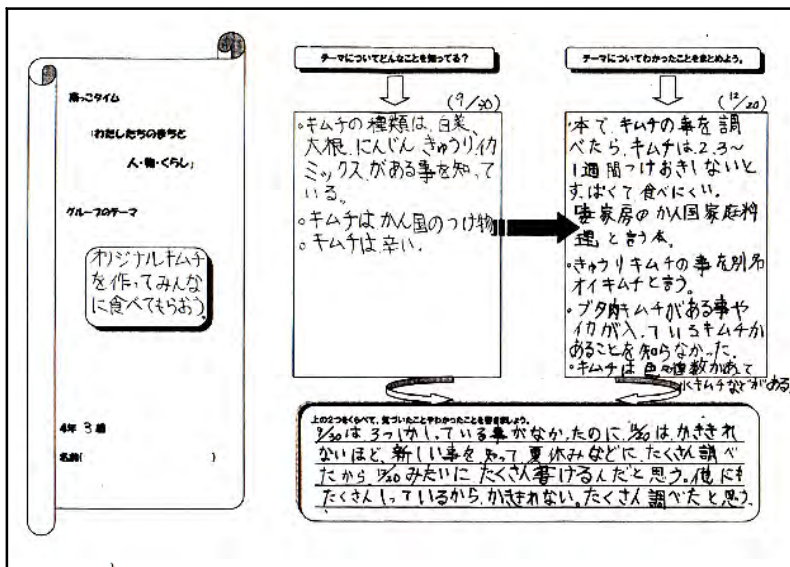 南っこタイム
「わたしたちのまちと
人・物・くらし」
グループのテーマ
オリジナルキムチ
を作ってみんな
に食べてもらおう。
4年 3組
名前( )
テーマについてどんなことを知ってる?
(9/30)
・キムチの種類は、白菜、
大根、にんじん、きゅうり、イカ
ミックスがある事を知って
いる。
・キムチはかん国のつけ物
・キムチは辛い。
テーマについてわかったことをまとめよう。
(12/20)
・本で、キムチの事を調
べたら、キムチは2.3〜
1週間つけおきしないと
すっぱくて食べにくい。
「妻家房のかん国家庭料
理」と言う本。
・きゅうりキムチの事を別名
オイキムチと言う。
・ブタ肉キムチがある事や
イカが入っているキムチが
あることを知らなかった。
・キムチは色々種数があって
水キムチなどがある
上の2つをくらべて、気づいたことやわかったことを書きましょう。
9/30は3つしかしっている事がなかったのに、12/20は、かききれ
ないほど、新しい事を知って夏休みなどに、たくさん調べ
たから12/20みたいに、たくさん書けるんだと思う。他にも
たくさんしっているから、かききれない。たくさん調べたと思う。